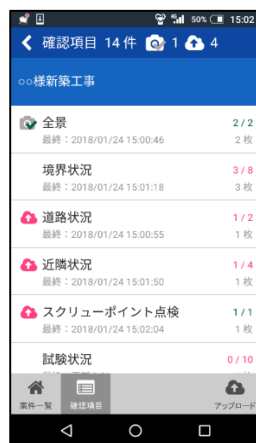 50% 15:02
確認項目 14件 1 4
○○様新築工事
全景 2 / 2
最終：2018/01/24 15:00:46 2 枚
境界状況 3 / 8
最終：2018/01/24 15:01:18 3 枚
道路状況 1 / 2
最終：2018/01/24 15:00:55 1 枚
近隣状況 1 / 4
最終：2018/01/24 15:01:50 1 枚
スクリューポイント点検 1 / 1
最終：2018/01/24 15:02:04 1 枚
試験状況 0 / 10
案件一覧 確認項目 アップロード